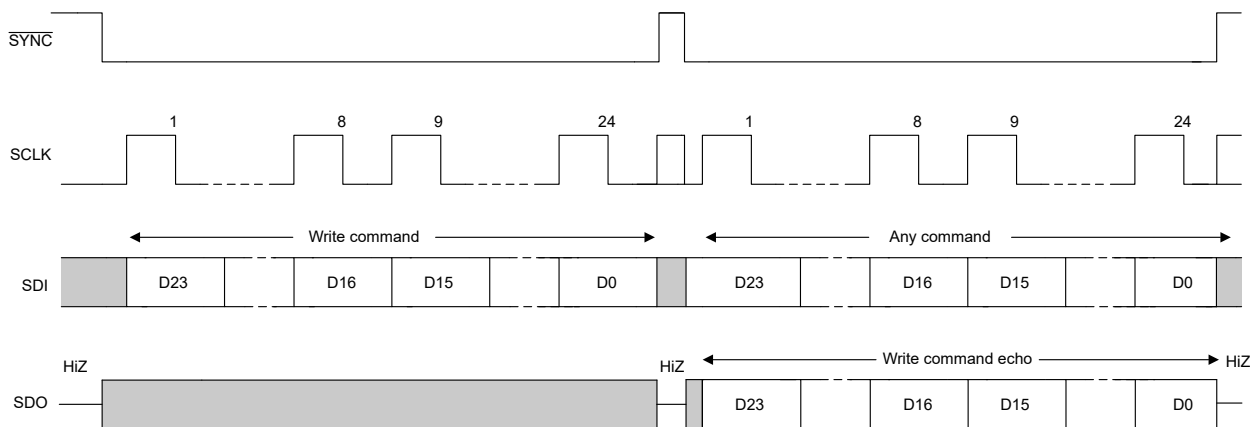 SYNC
1 8 9 24 1 8 9 24
SCLK
Write command Any command
SDI D23 D16 D15 D0 D23 D16 D15 D0
HiZ HiZ Write command echo HiZ
SDO D23 D16 D15 D0